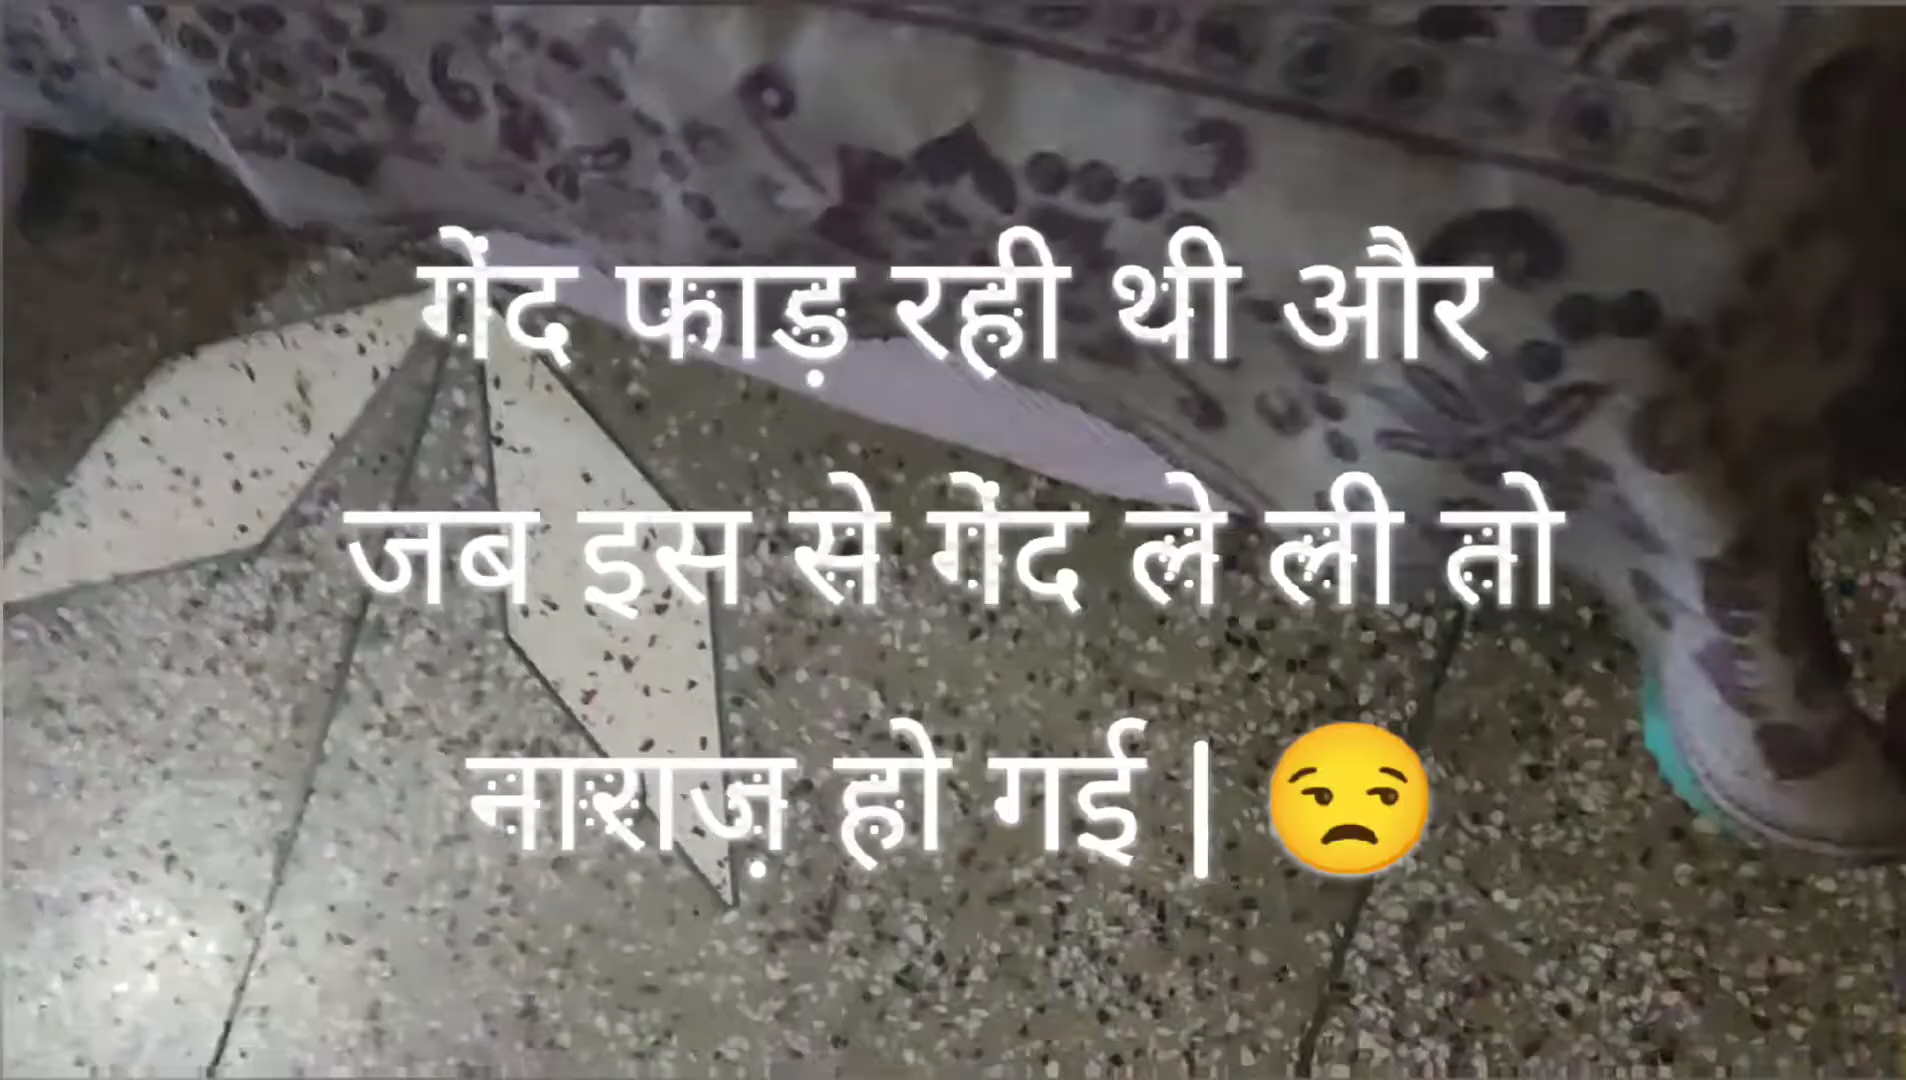 गेंद फाड़ रही थी और
जब इस से गेंद ले ली तो
नाराज़ हो गई | 😒